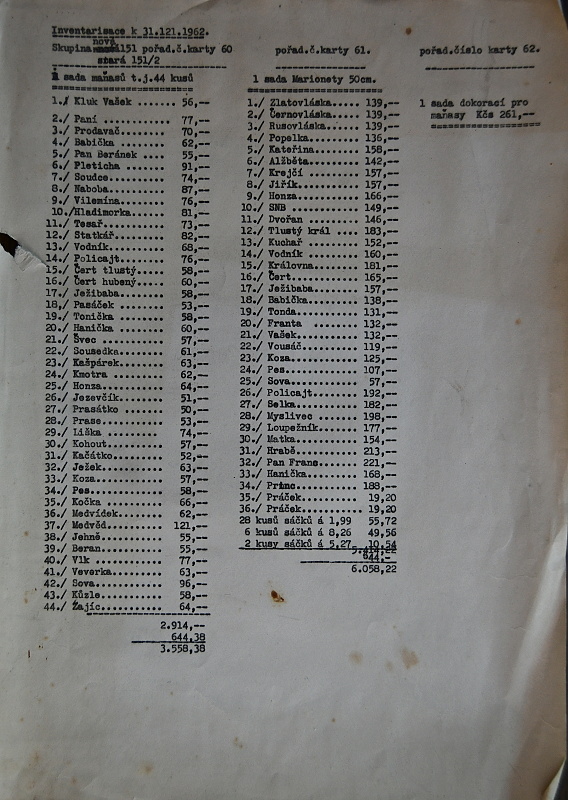 Inventarisace k 31.121.1962.
nová
Skupina 151 pořad.č.karty 60
stará 151/2
1 sada maňasů t.j.44 kusů
1./ Kluk Vašek ....... 56,--
2./ Paní ............. 77,--
3./ Prodavač.......... 70,--
4./ Babička .......... 62,--
5./ Pan Beránek ...... 55,--
6./ Pleticha ......... 91,--
7./ Soudce............ 74,--
8./ Naboba............ 87,--
9./ Vilemína.......... 76,--
10./Hladimorka........ 81,--
11./ Tesař............ 73,--
12./ Statkář.......... 82,--
13./ Vodník........... 68,--
14./ Policajt......... 76,--
15./ Čert tlustý...... 58,--
16./ Čert hubený...... 60,--
17./ Ježibaba......... 58,--
18./ Pasáček ......... 53,--
19./ Tonička ......... 58,--
20./ Hanička ......... 60,--
21./ Švec ............ 57,--
22./ Sousedka......... 61,--
23./ Kašpárek......... 63,--
24./ Kmotra .......... 62,--
25./ Honza............ 64,--
26./ Jezevčík......... 51,--
27./ Prasátko ........ 50,--
28./ Prase............ 53,--
29./ Liška ........... 74,--
30./ Kohout........... 57,--
31./ Kačátko.......... 52,--
32./ Ježek............ 63,--
33./ Koza............. 57,--
34./ Pes.............. 58,--
35./ Kočka ........... 66,--
36./ Medvídek......... 62,--
37./ Medvěd........... 121,--
38./ Jehně............ 55,--
39./ Beran............ 55,--
40./ Vlk ............. 77,--
41./ Veverka.......... 63,--
42./ Sova............. 96,--
43./ Kůzle............ 58,--
44./ Zajíc............ 64,--
2.914,--
644,38
3.558,38
pořad.č.karty 61.
1 sada Marionety 50cm.
1./ Zlatovláska..... 139,--
2./ Černovláska..... 139,--
3./ Rusovláska...... 139,--
4./ Popelka ........ 136,--
5./ Kateřina........ 158,--
6./ Alžběta......... 142,--
7./ Krejčí ......... 157,--
8./ Jiřík........... 157,--
9./ Honza .......... 166,--
10./ SNB ........... 149,--
11./ Dvořan ........ 146,--
12./ Tlustý král ... 183,--
13./ Kuchař ........ 152,--
14./ Vodník ........ 160,--
15./ Královna....... 181,--
16./ Čert........... 165,--
17./ Ježibaba....... 157,--
18./ Babička ....... 138,--
19./ Tonda.......... 131,--
20./ Franta ........ 132,--
21./ Vašek.......... 132,--
22./ Vousáč ........ 119,--
23./ Koza........... 125,--
24./ Pes............ 107,--
25./ Sova........... 57,--
26./ Policajt....... 192,--
27./ Selka ......... 182,--
28./ Myslivec ...... 198,--
29./ Loupežník...... 177,--
30./ Matka ......... 154,--
31./ Hrabě.......... 213,--
32./ Pan Franc...... 221,--
33./ Hanička........ 168,--
34./ Princ.......... 188,--
35./ Práček......... 19,20
36./ Práček......... 19,20
28 kusů sáčků á 1,99 55,72
6 kusů sáčků á 8,26 49,56
2 kusy sáčků á 5,27 10,54
644,--
6.058,22
pořad.číslo karty 62.
1 sada dokorací pro
maňasy Kčs 261,--